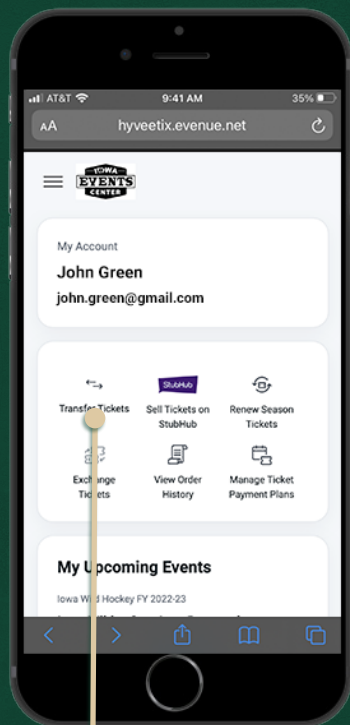 AT&T 9:41 AM 35%
AA hyveetix.evenue.net
IOWA
EVENTS
CENTER
My Account
John Green
john.green@gmail.com
StubHub
Transfer Tickets Sell Tickets on Renew Season
StubHub Tickets
Exchange View Order Manage Ticket
Tickets History Payment Plans
My Upcoming Events
Iowa Wild Hockey FY 2022-23